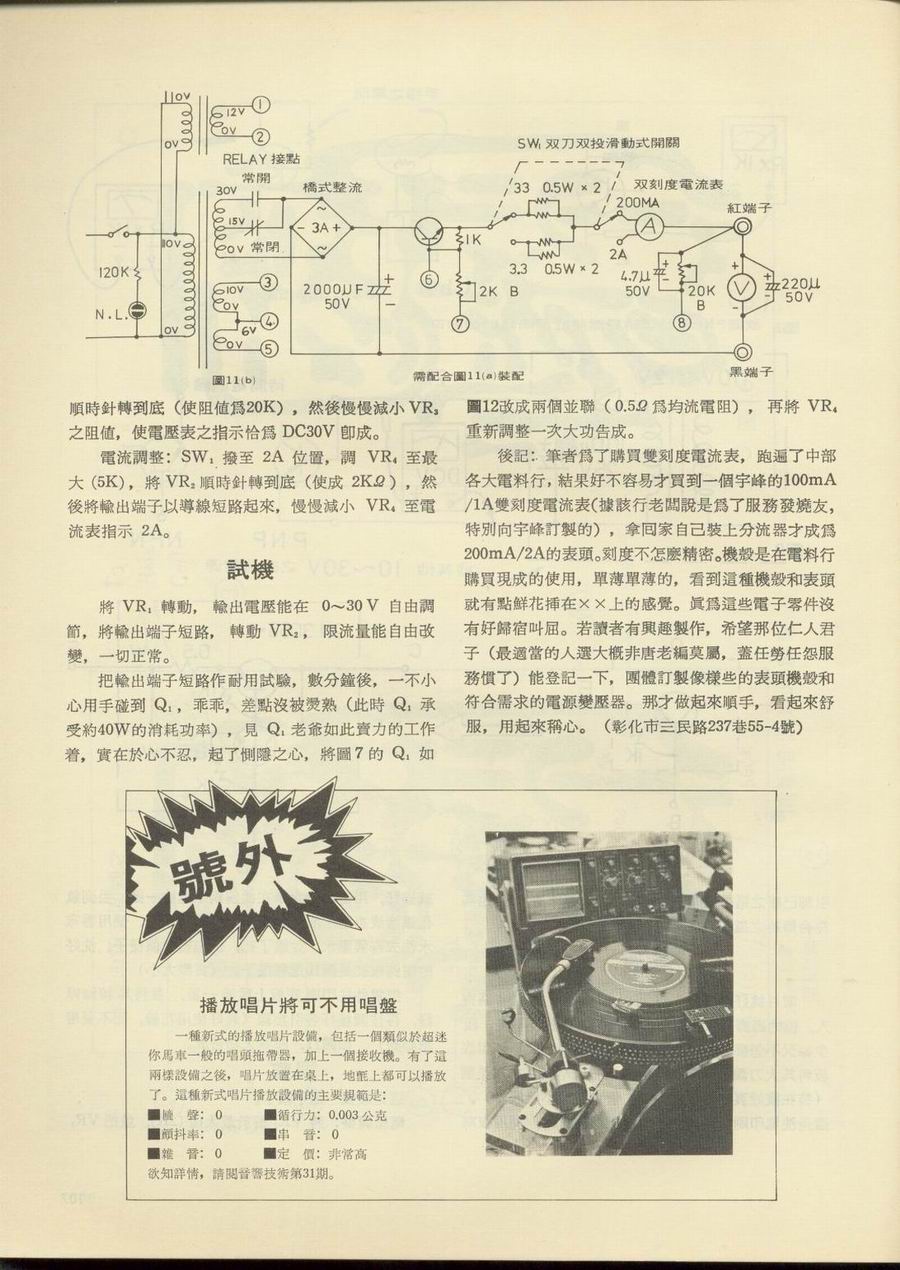 110V
0V
12V
0V
①
②
RELAY 接點
常開
30V
15V
0V 常閉
橋式整流
3A
120K
N.L.
110V
0V
10V
0V
6V
0V
③
④
⑤
2000μF
50V
⑥
1K
2K B
⑦
SW₁ 双刀双投滑動式開關
33 0.5W × 2
3.3 0.5W × 2
双刻度電流表
200MA
A
2A
4.7μ
50V
20K
B
⑧
紅端子
V
220μ
50V
黑端子
圖11(b)
需配合圖11(a)裝配
順時針轉到底（使阻值爲20K），然後慢慢減小 VR₃
之阻値，使電壓表之指示恰爲 DC30V 卽成。
電流調整：SW₁ 撥至 2A 位置，調 VR₄ 至最
大 (5K)，將 VR₂ 順時針轉到底（使成 2KΩ），然
後將輸出端子以導線短路起來，慢慢減小 VR₄ 至電
流表指示 2A。
試機
將 VR₁ 轉動， 輸出電壓能在 0～30 V 自由調
節，將輸出端子短路， 轉動 VR₂， 限流量能自由改
變，一切正常。
把輸出端子短路作耐用試驗，數分鐘後，一不小
心用手碰到 Q₁，乖乖，差點沒被燙熟（此時 Q₁ 承
受約40W的消耗功率），見 Q₁ 老爺如此賣力的工作
着，實在於心不忍，起了惻隱之心，將圖 7 的 Q₁ 如
圖12改成兩個並聯（0.5Ω 爲均流電阻），再將 VR₄
重新調整一次大功告成。
後記：筆者爲了購買雙刻度電流表，跑遍了中部
各大電料行，結果好不容易才買到一個宇峰的100mA
/1A雙刻度電流表(據該行老闆說是爲了服務發燒友，
特別向宇峰訂製的），拿囘家自己裝上分流器才成爲
200mA/2A的表頭。刻度不怎麼精密。機殼是在電料行
購買現成的使用，單薄單薄的，看到這種機殼和表頭
就有點鮮花揷在××上的感覺。眞爲這些電子零件沒
有好歸宿叫屈。若讀者有興趣製作，希望那位仁人君
子（最適當的人選大槪非唐老編莫屬，蓋任勞任怨服
務慣了）能登記一下，團體訂製像樣些的表頭機殼和
符合需求的電源變壓器。那才做起來順手，看起來舒
服，用起來稱心。（彰化市三民路237巷55-4號）
號外
播放唱片將可不用唱盤
一種新式的播放唱片設備，包括一個類似於超迷
你馬車一般的唱頭拖帶器，加上一個接收機。有了這
兩樣設備之後，唱片放置在桌上，地氈上都可以播放
了。這種新式唱片播放設備的主要規範是：
■ 聲：0 ■循行力：0.003 公克
■顫抖率：0 ■串 音：0
■雜 音：0 ■定 價：非常高
欲知詳情，請閱音響技術第31期。